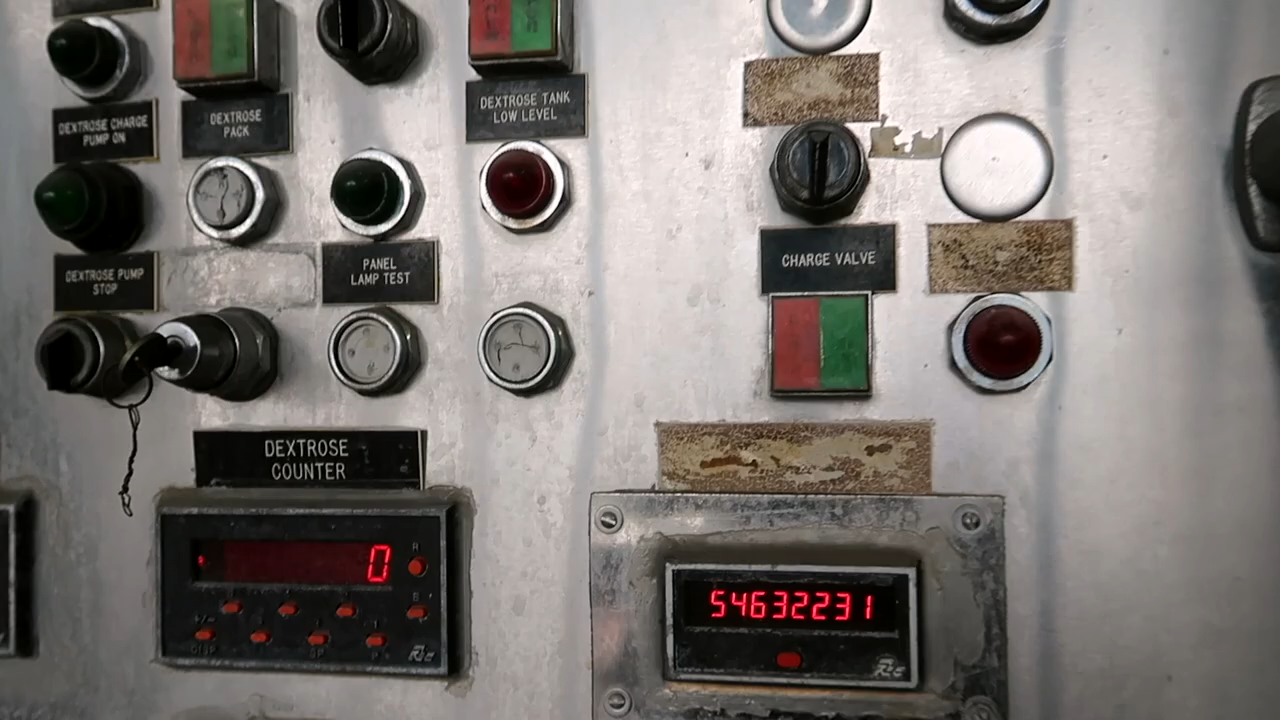 DEXTROSE CHARGE
PUMP ON
DEXTROSE
PACK
DEXTROSE TANK
LOW LEVEL
DEXTROSE PUMP
STOP
PANEL
LAMP TEST
CHARGE VALVE
DEXTROSE
COUNTER
0
54632231